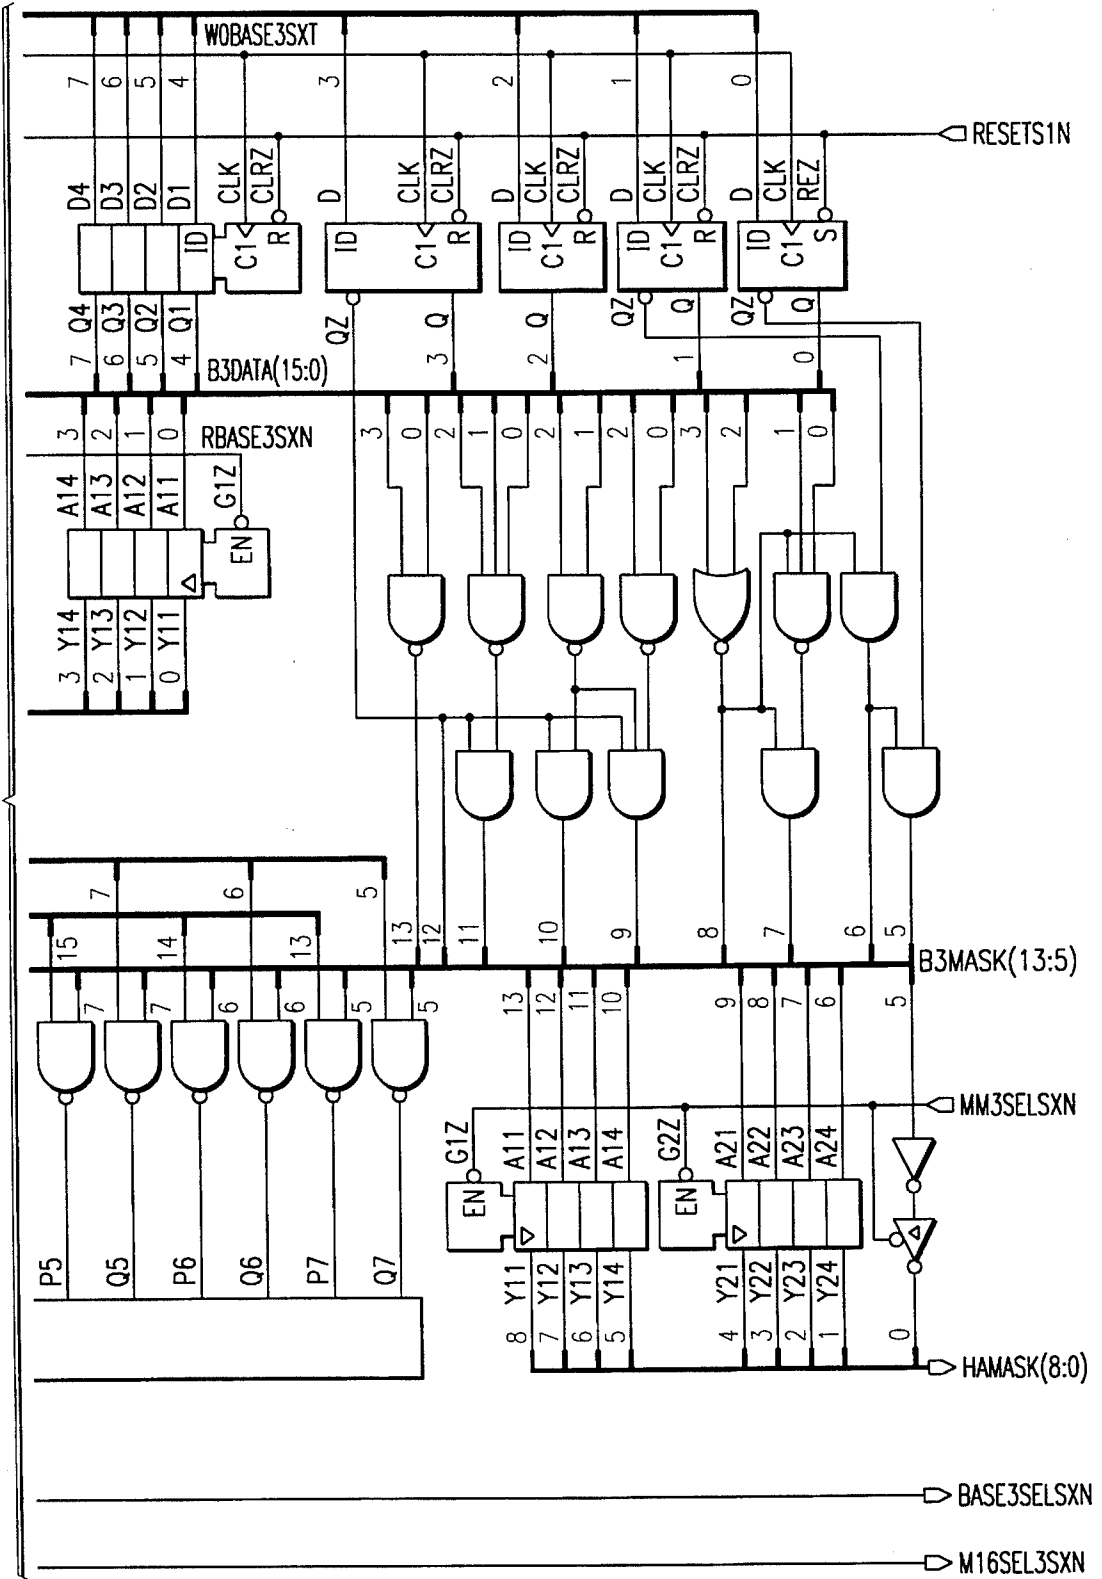 W0BASE3SXT
7 6 5 4 3 2 1 0
RESETS1N
D4 D3 D2 D1 CLK CLRZ D CLK CLRZ D CLK CLRZ D CLK CLRZ D CLK REZ
1D C1 R 1D C1 R 1D C1 R 1D C1 R 1D C1 S
Q4 Q3 Q2 Q1 QZ Q Q QZ Q QZ Q
7 6 5 4 3 2 1 0
B3DATA(15:0)
3 2 1 0 3 0 2 1 0 2 1 2 0 3 2 1 0
RBASE3SXN
A14 A13 A12 A11 G1Z
EN
Y14 Y13 Y12 Y11
3 2 1 0
7 6 5
15 14 13
13 12 11 10 9 8 7 6 5
B3MASK(13:5)
7 7 6 6 5 5
13 12 11 10 9 8 7 6 5
MM3SELSXN
G1Z A11 A12 A13 A14 G2Z A21 A22 A23 A24
EN EN
P5 Q5 P6 Q6 P7 Q7
Y11 Y12 Y13 Y14 Y21 Y22 Y23 Y24
8 7 6 5 4 3 2 1 0
HAMASK(8:0)
BASE3SELSXN
M16SEL3SXN